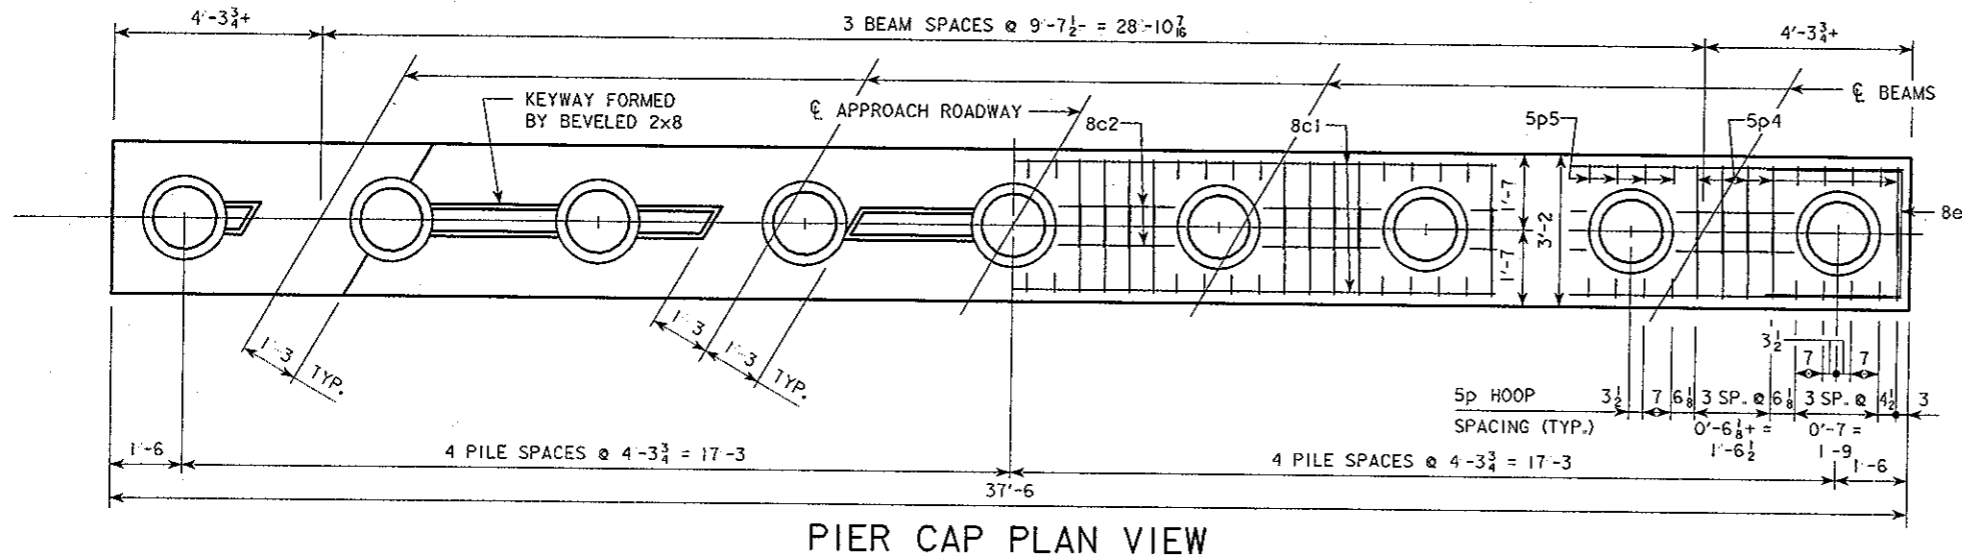 4'-3¾+
3 BEAM SPACES @ 9'-7½- = 28'-10 7/16
4'-3¾+
KEYWAY FORMED
BY BEVELED 2x8
℄ APPROACH ROADWAY
℄ BEAMS
8c2
8c1
5p5
5p4
1'-7
3'-2
1'-7
8e
1'-3 TYP.
1'-3
1'-3 TYP.
3½
7
7
5p HOOP
SPACING (TYP.)
3½
7
6⅛
3 SP. @
0'-6⅛+ =
1'-6½
6⅛
3 SP. @
0'-7 =
1'-9
4½
3
1'-6
4 PILE SPACES @ 4'-3¾ = 17'-3
4 PILE SPACES @ 4'-3¾ = 17'-3
1'-6
37'-6
PIER CAP PLAN VIEW